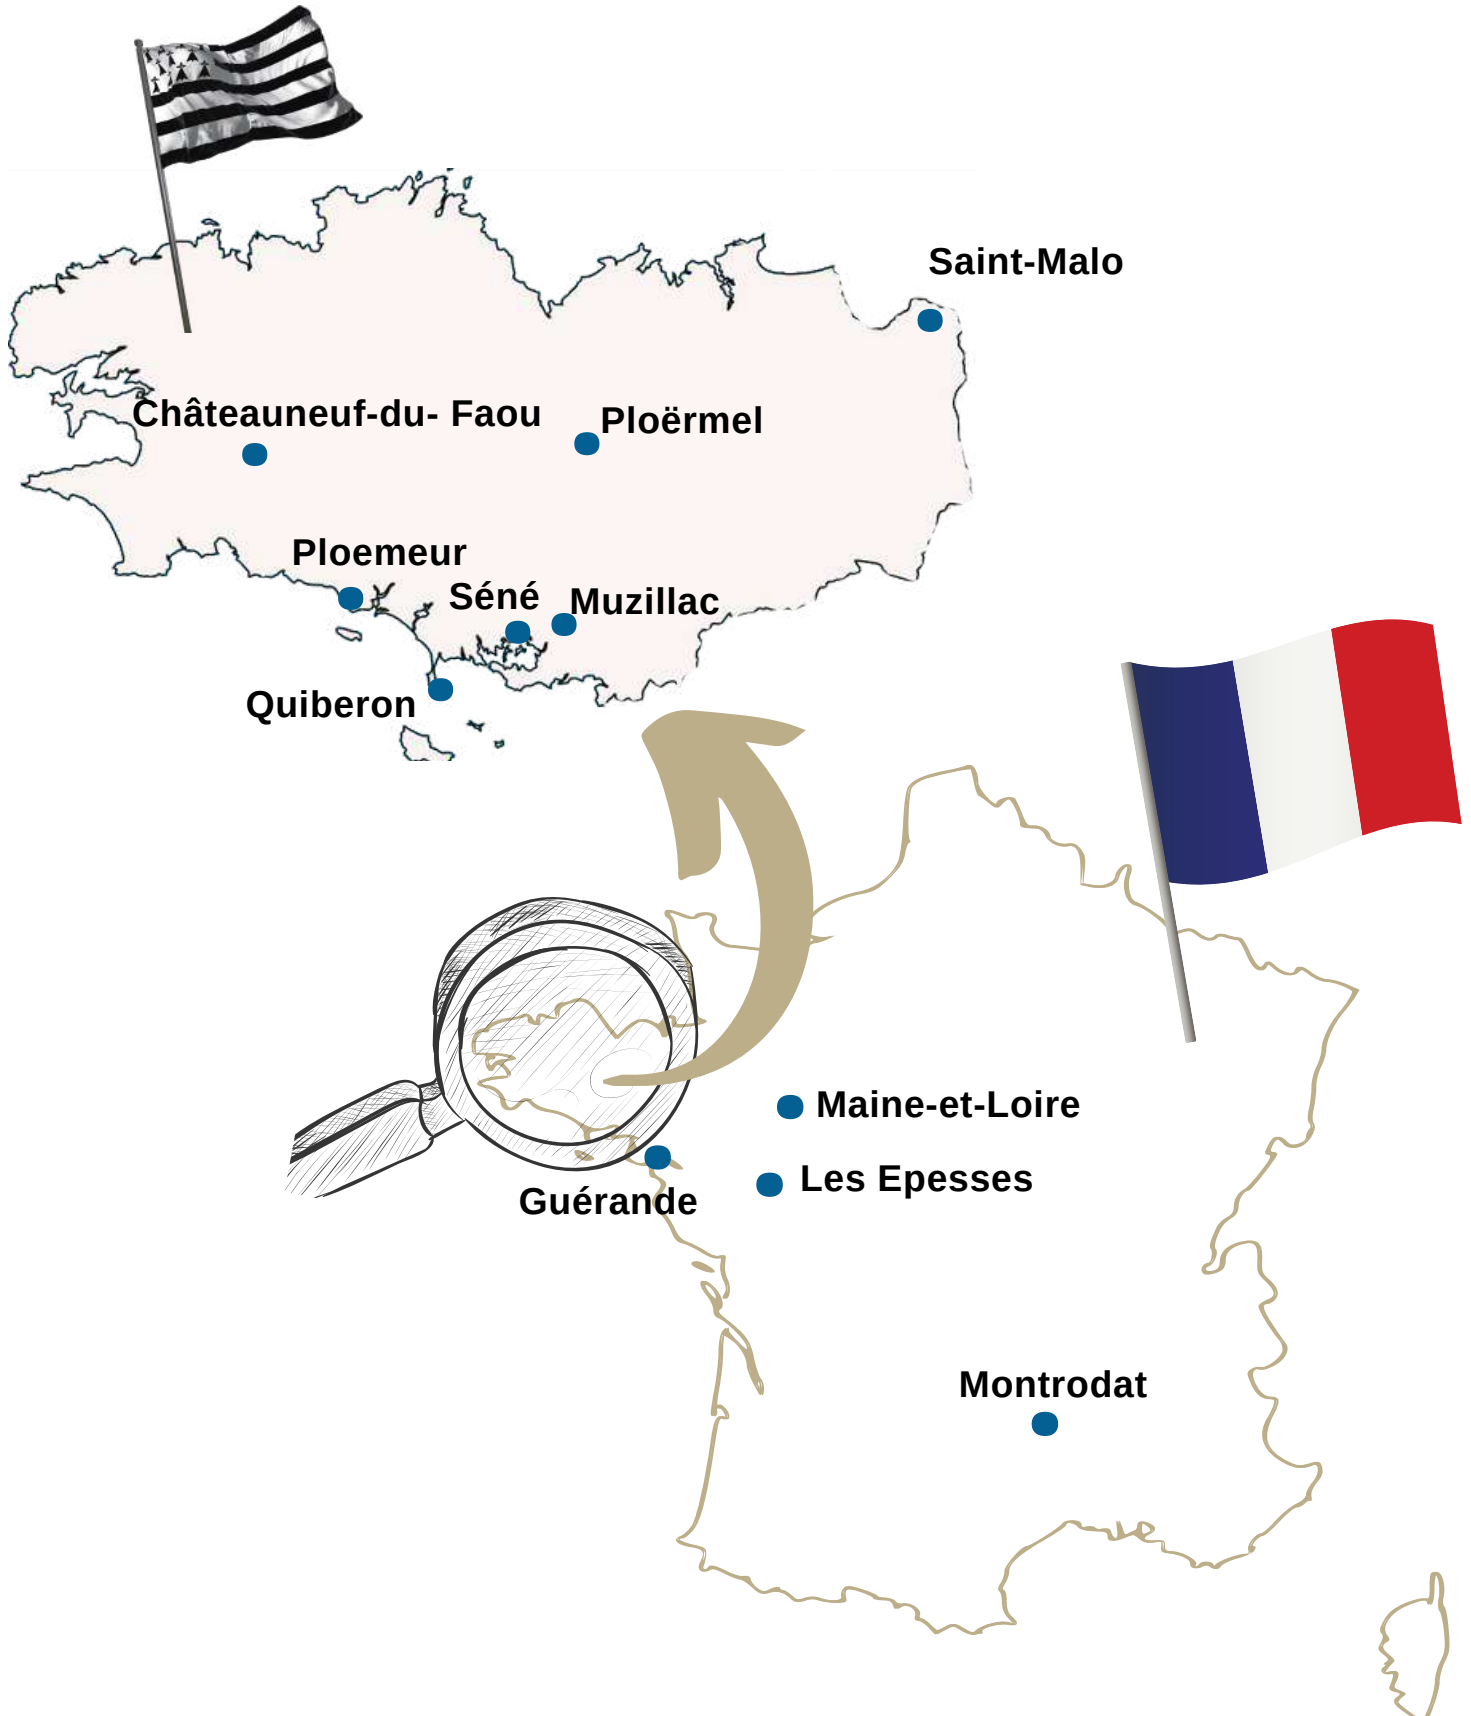 Saint-Malo
Châteauneuf-du- Faou
Ploërmel
Ploemeur
Séné
Muzillac
Quiberon
Maine-et-Loire
Les Epesses
Guérande
Montrodat